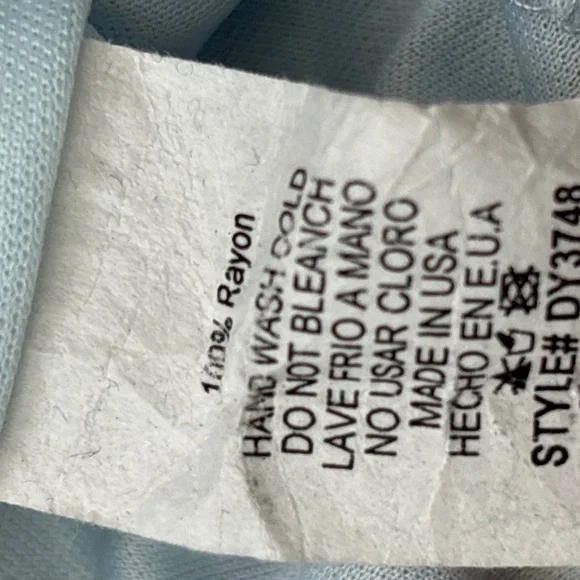 100% Rayon
HAND WASH COLD
DO NOT BLEANCH
LAVE FRIO A MANO
NO USAR CLORO
MADE IN USA
HECHO EN E.U.A
STYLE# DY3748